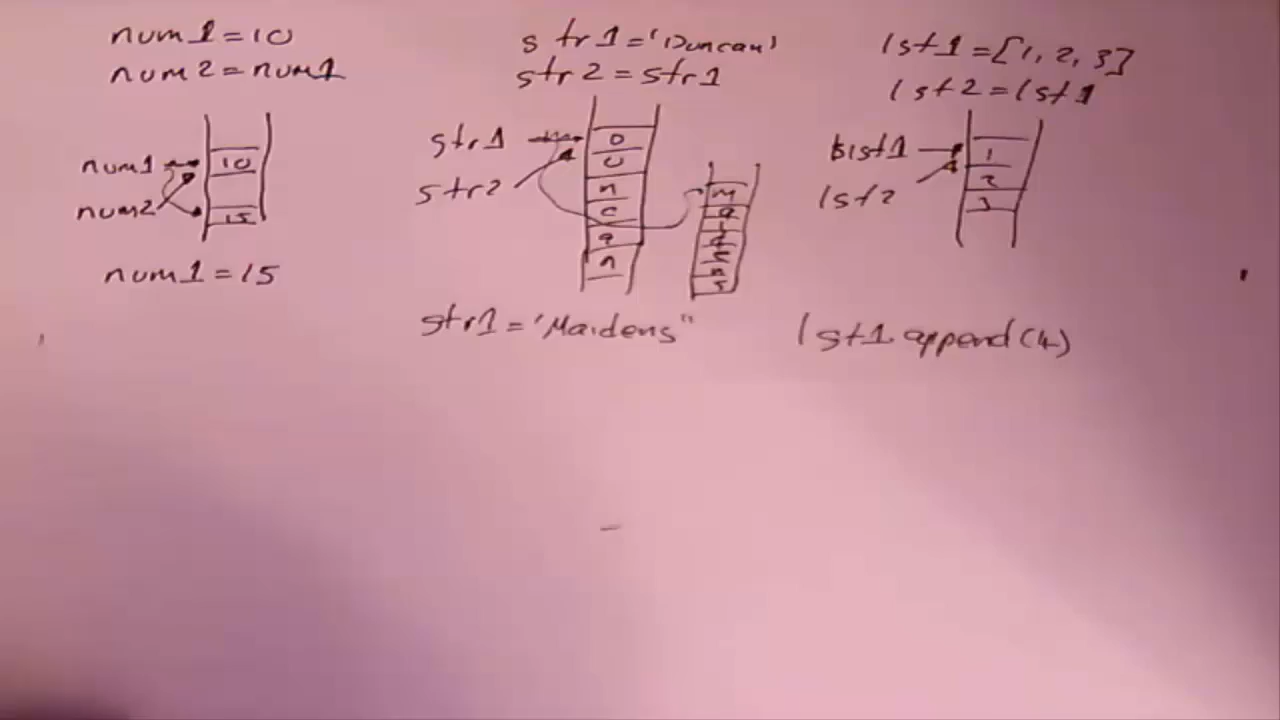 num1=10
num2=num1
num1
num2
10
15
num1=15
str1='Duncan'
str2=str1
str1
str2
D
u
n
c
a
n
M
a
str1="Maidens"
lst1=[1, 2, 3]
lst2=lst1
lst1
lst2
1
2
3
lst1.append(4)